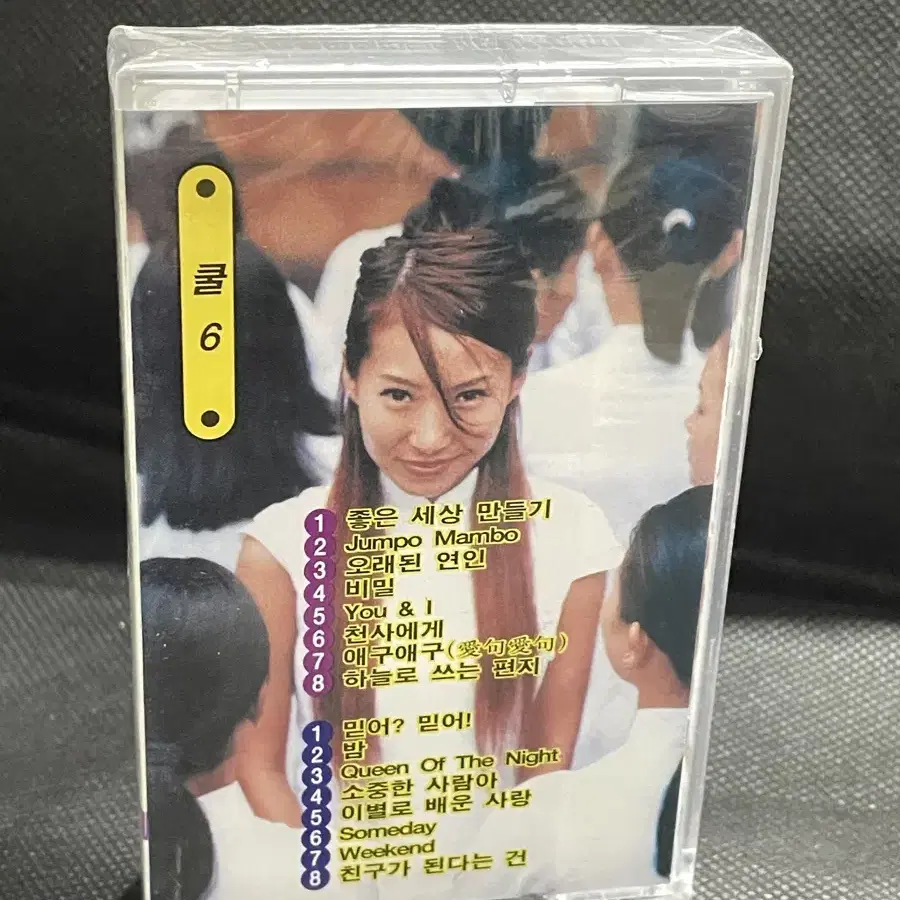 쿨
6
1 좋은 세상 만들기
2 Jumpo Mambo
3 오래된 연인
4 비밀
5 You & I
6 천사에게
7 애구애구(愛句愛句)
8 하늘로 쓰는 편지
1 믿어? 믿어!
2 밤
3 Queen Of The Night
4 소중한 사람아
5 이별로 배운 사랑
6 Someday
7 Weekend
8 친구가 된다는 건